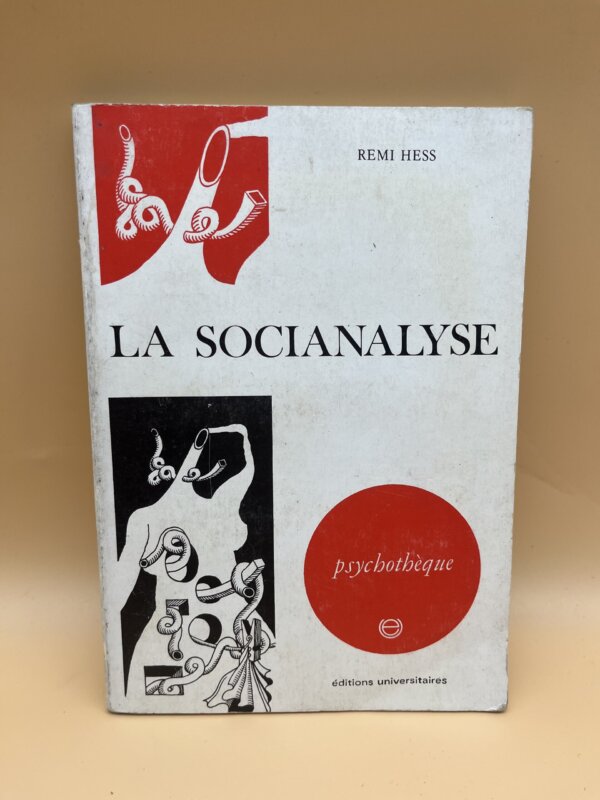 REMI HESS
LA SOCIANALYSE
psychothèque
éditions universitaires